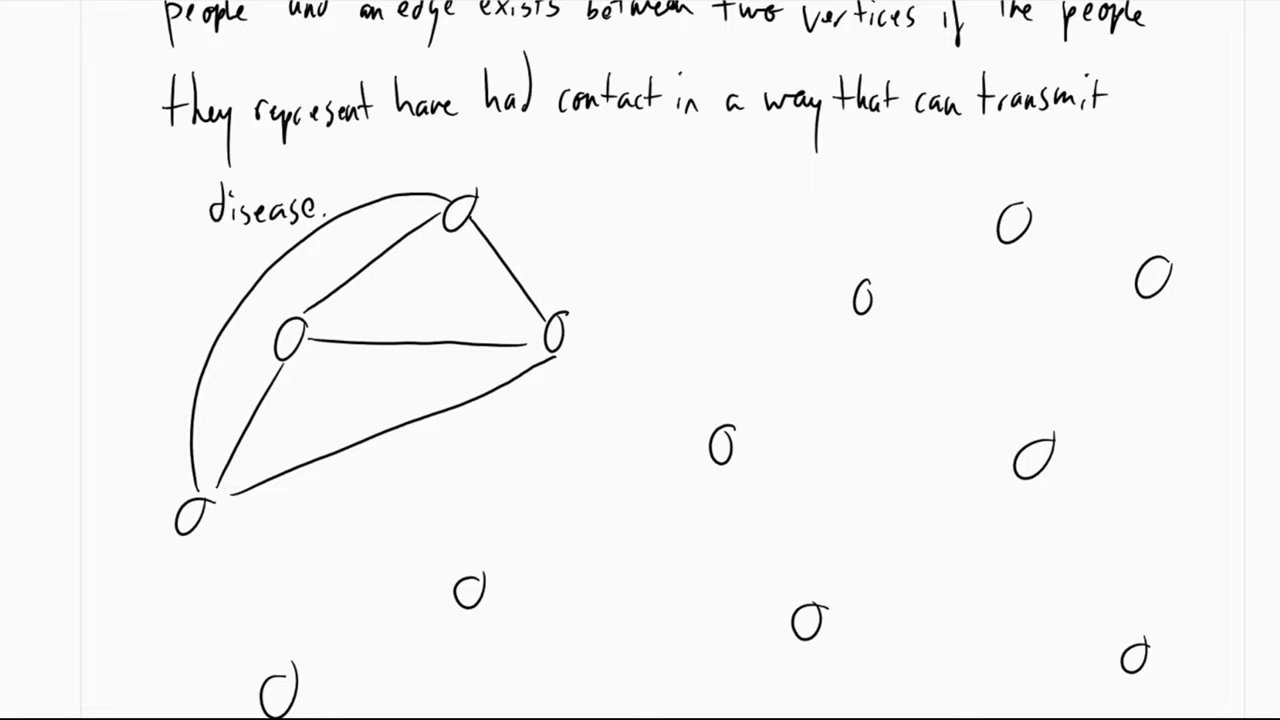 people and an edge exists between two vertices if the people
they represent have had contact in a way that can transmit
disease.